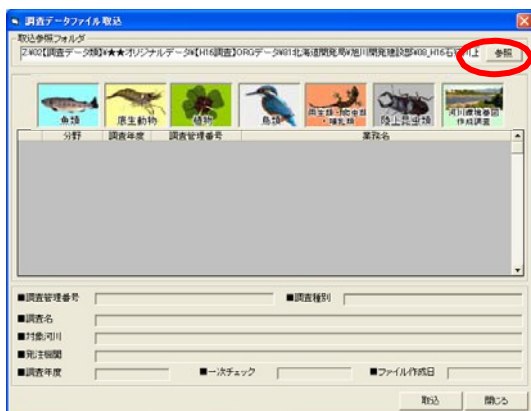 調査データファイル取込
取込参照フォルダ
Z:¥02【調査データ類】¥★★オリジナルデータ¥【H16調査】ORGデータ¥81北海道開発局¥旭川開発建設部¥08_H16石狩川上 参照
魚類 底生動物 植物 鳥類 両生類・爬虫類・哺乳類 陸上昆虫類 河川環境基図作成調査
分野 調査年度 調査管理番号 業務名
■調査管理番号 ■調査種別
■調査名
■対象河川
■発注機関
■調査年度 ■一次チェック ■ファイル作成日
取込 閉じる